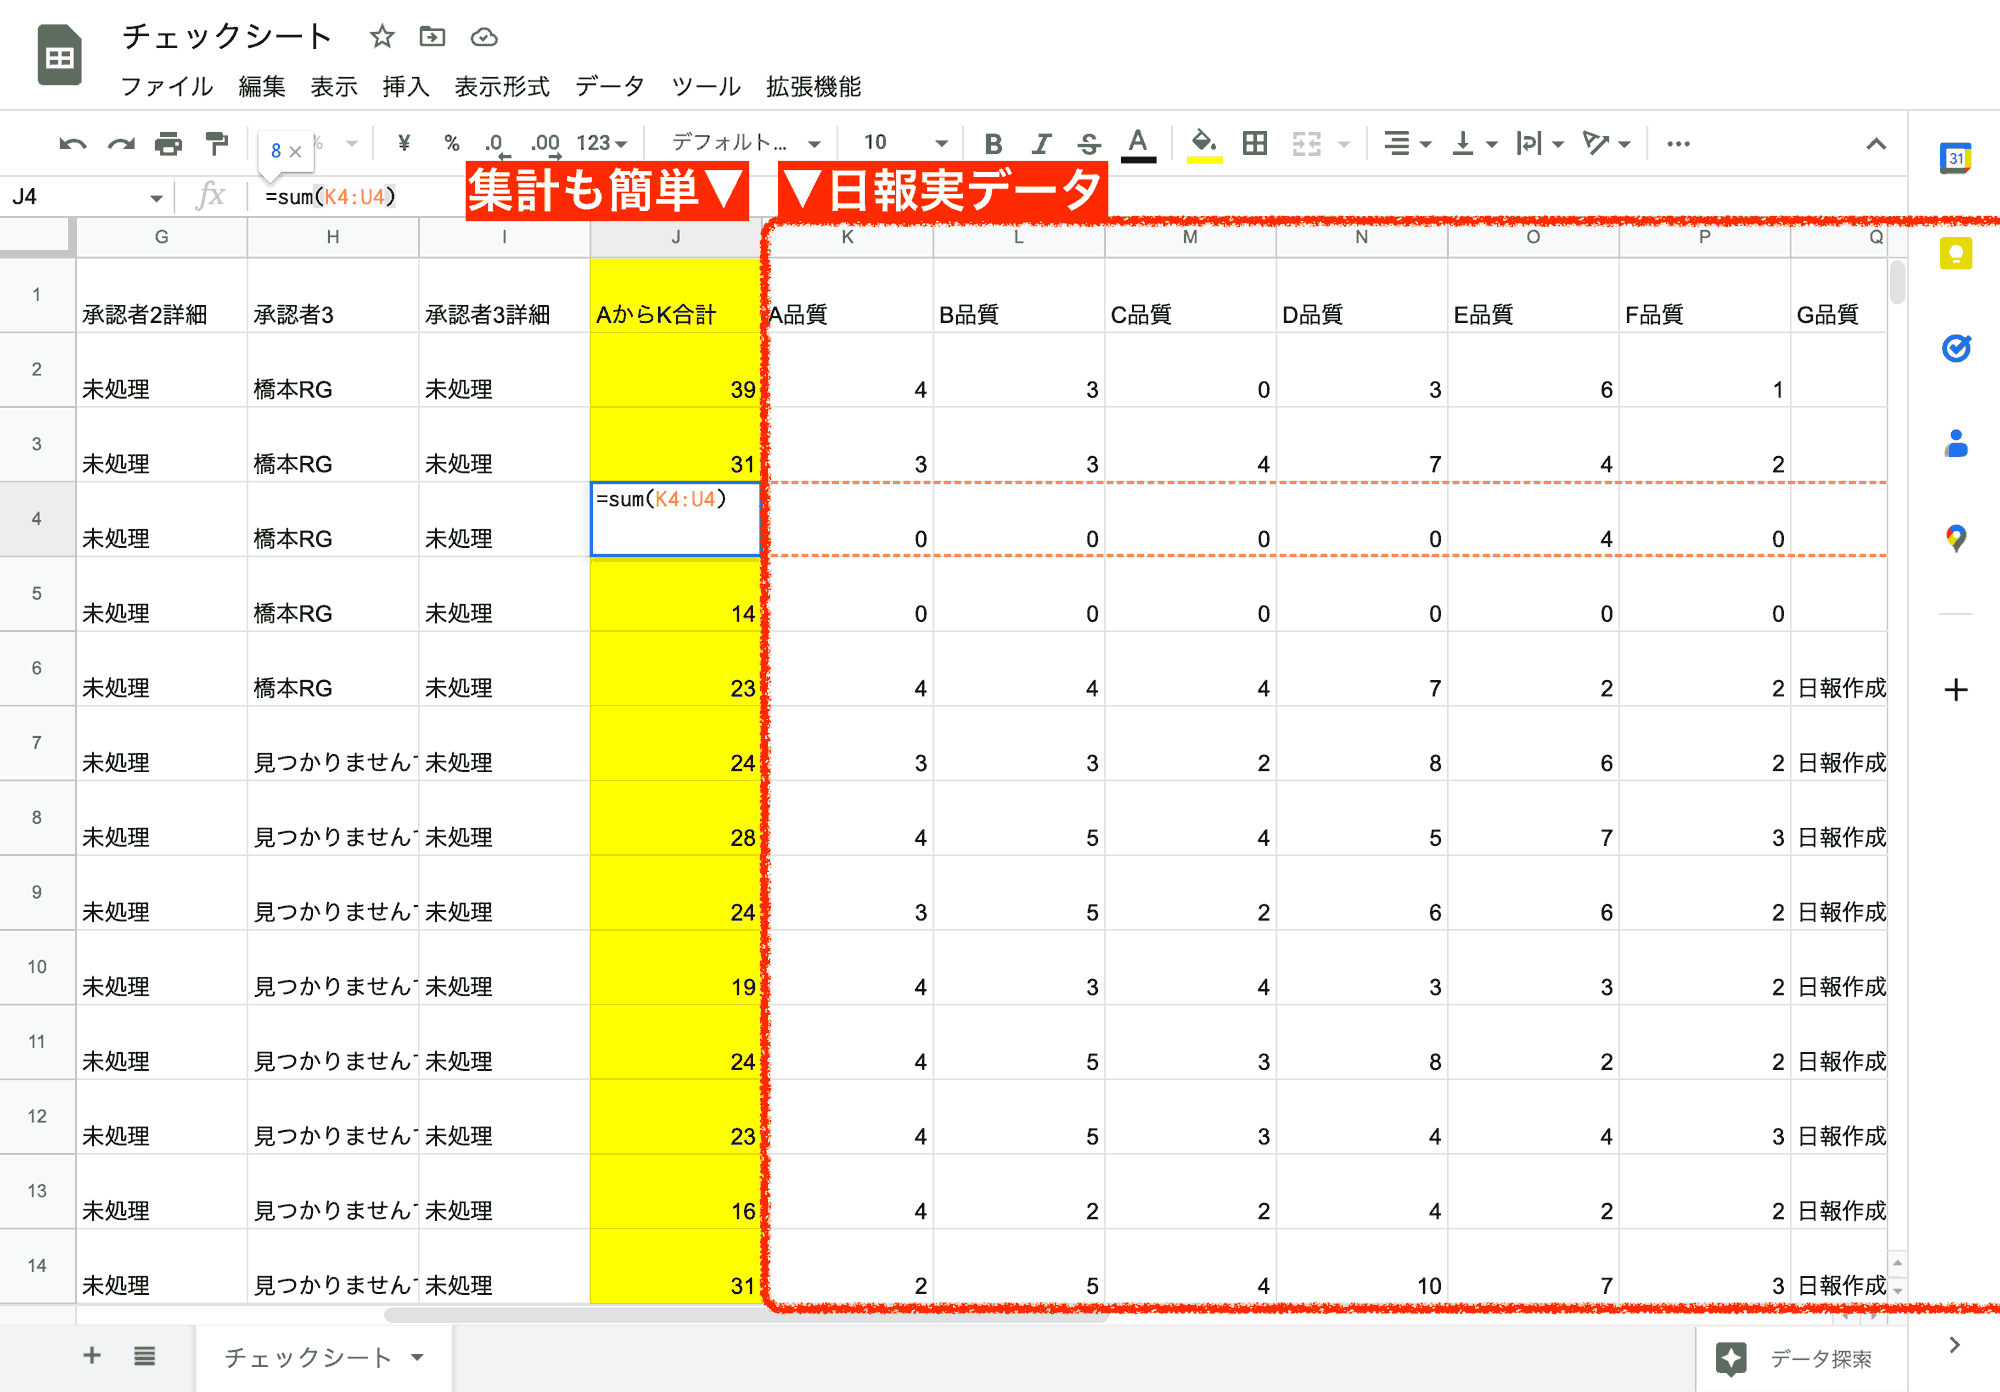 チェックシート
ファイル 編集 表示 挿入 表示形式 データ ツール 拡張機能
8 × % ¥ % .0 .00 123 デフォルト... 10 B I S A ... 31
J4 fx =sum(K4:U4) 集計も簡単▼ ▼日報実データ
G H I J K L M N O P Q
1 承認者2詳細 承認者3 承認者3詳細 AからK合計 A品質 B品質 C品質 D品質 E品質 F品質 G品質
2 未処理 橋本RG 未処理 39 4 3 0 3 6 1
3 未処理 橋本RG 未処理 31 3 3 4 7 4 2
4 未処理 橋本RG 未処理 =sum(K4:U4) 0 0 0 0 4 0
5 未処理 橋本RG 未処理 14 0 0 0 0 0 0
6 未処理 橋本RG 未処理 23 4 4 4 7 2 2 日報作成
7 未処理 見つかりません 未処理 24 3 3 2 8 6 2 日報作成
8 未処理 見つかりません 未処理 28 4 5 4 5 7 3 日報作成
9 未処理 見つかりません 未処理 24 3 5 2 6 6 2 日報作成
10 未処理 見つかりません 未処理 19 4 3 4 3 3 2 日報作成
11 未処理 見つかりません 未処理 24 4 5 3 8 2 2 日報作成
12 未処理 見つかりません 未処理 23 4 5 3 4 4 3 日報作成
13 未処理 見つかりません 未処理 16 4 2 2 4 2 2 日報作成
14 未処理 見つかりません 未処理 31 2 5 4 10 7 3 日報作成
+ チェックシート データ探索